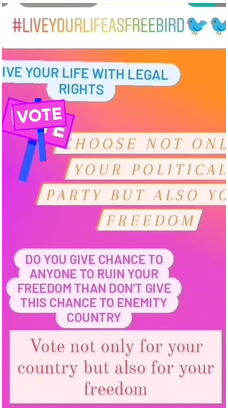 #LIVEYOURLIFEASFREEBIRD🐦🐦
IVE YOUR LIFE WITH LEGAL
RIGHTS
VOTE
HOOSE NOT ONL
YOUR POLITICAL
PARTY BUT ALSO YO
FREEDOM
DO YOU GIVE CHANCE TO
ANYONE TO RUIN YOUR
FREEDOM THAN DON'T GIVE
THIS CHANCE TO ENEMITY
COUNTRY
Vote not only for your
country but also for your
freedom